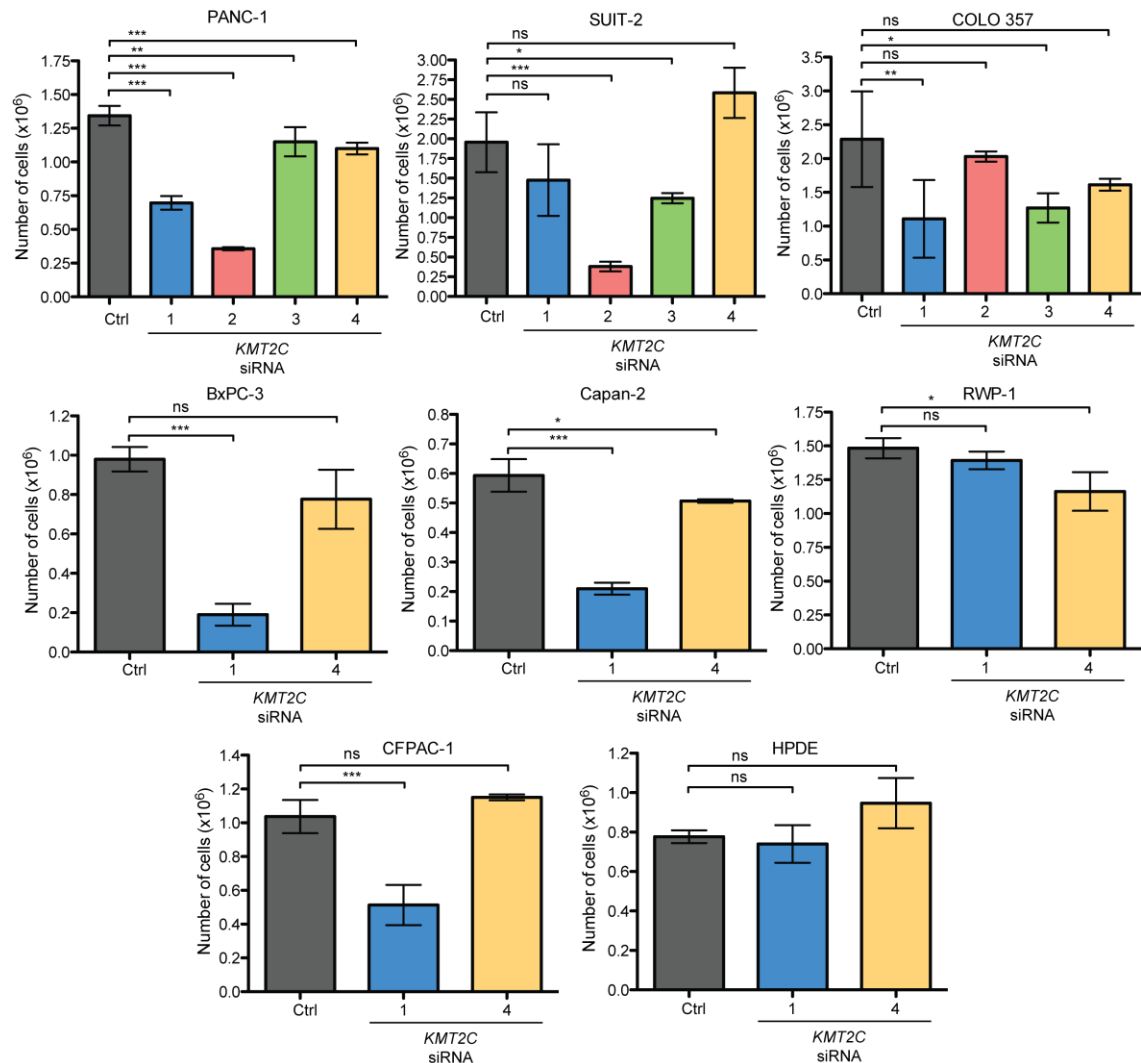 PANC-1
Number of cells (x10⁶)
1.75
1.50
1.25
1.00
0.75
0.50
0.25
0.00
***
**
***
***
Ctrl 1 2 3 4
KMT2C
siRNA
SUIT-2
Number of cells (x10⁶)
3.00
2.75
2.50
2.25
2.00
1.75
1.50
1.25
1.00
0.75
0.50
0.25
0.00
ns
*
***
ns
Ctrl 1 2 3 4
KMT2C
siRNA
COLO 357
Number of cells (x10⁶)
3.5
3.0
2.5
2.0
1.5
1.0
0.5
0.0
ns
*
ns
**
Ctrl 1 2 3 4
KMT2C
siRNA
BxPC-3
Number of cells (x10⁶)
1.2
1.0
0.8
0.6
0.4
0.2
0.0
ns
***
Ctrl 1 4
KMT2C
siRNA
Capan-2
Number of cells (x10⁶)
0.8
0.7
0.6
0.5
0.4
0.3
0.2
0.1
0.0
*
***
Ctrl 1 4
KMT2C
siRNA
RWP-1
Number of cells (x10⁶)
1.75
1.50
1.25
1.00
0.75
0.50
0.25
0.00
*
ns
Ctrl 1 4
KMT2C
siRNA
CFPAC-1
Number of cells (x10⁶)
1.4
1.2
1.0
0.8
0.6
0.4
0.2
0.0
ns
***
Ctrl 1 4
KMT2C
siRNA
HPDE
Number of cells (x10⁶)
1.2
1.0
0.8
0.6
0.4
0.2
0.0
ns
ns
Ctrl 1 4
KMT2C
siRNA